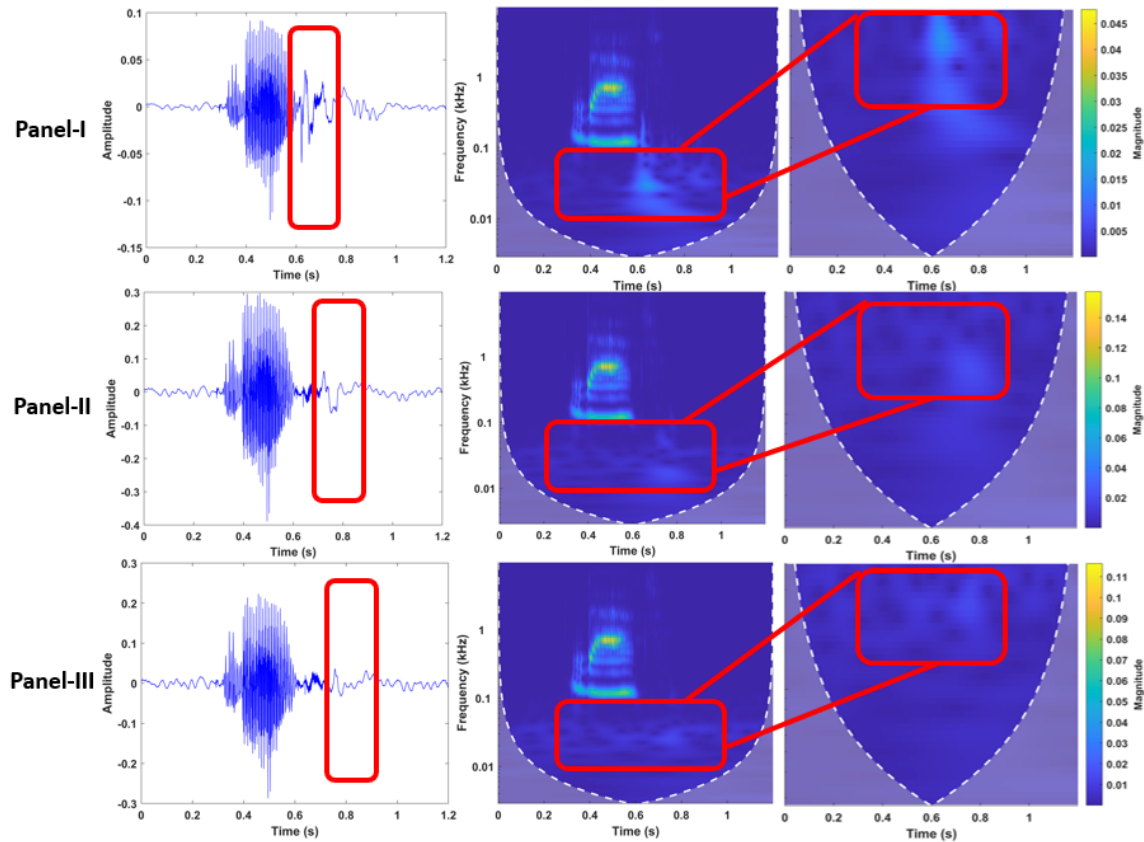 Panel-I
Amplitude
0.1
0.05
0
-0.05
-0.1
-0.15
0 0.2 0.4 0.6 0.8 1 1.2
Time (s)
Frequency (kHz)
1
0.1
0.01
0 0.2 0.4 0.6 0.8 1
Time (s)
0 0.2 0.4 0.6 0.8 1
Time (s)
0.045
0.04
0.035
0.03
0.025
0.02
0.015
0.01
0.005
Magnitude
Panel-II
Amplitude
0.3
0.2
0.1
0
-0.1
-0.2
-0.3
-0.4
0 0.2 0.4 0.6 0.8 1 1.2
Time (s)
Frequency (kHz)
1
0.1
0.01
0 0.2 0.4 0.6 0.8 1
Time (s)
0 0.2 0.4 0.6 0.8 1
Time (s)
0.14
0.12
0.1
0.08
0.06
0.04
0.02
Magnitude
Panel-III
Amplitude
0.3
0.2
0.1
0
-0.1
-0.2
-0.3
0 0.2 0.4 0.6 0.8 1 1.2
Time (s)
Frequency (kHz)
1
0.1
0.01
0 0.2 0.4 0.6 0.8 1
Time (s)
0 0.2 0.4 0.6 0.8 1
Time (s)
0.11
0.1
0.09
0.08
0.07
0.06
0.05
0.04
0.03
0.02
0.01
Magnitude